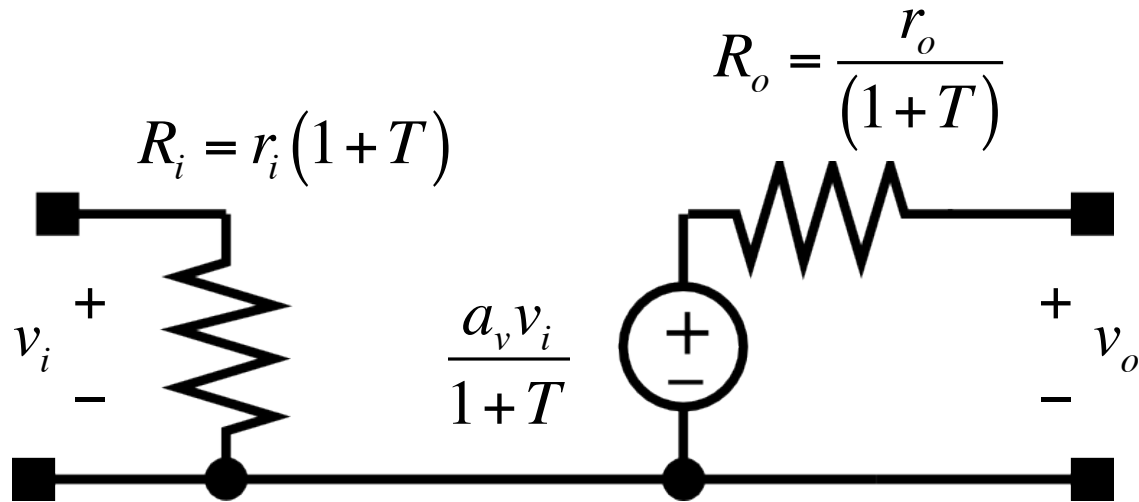 R_o = r_o / (1 + T)
R_i = r_i (1 + T)
+ v_i −
a_v v_i / 1 + T
+ −
+ v_o −